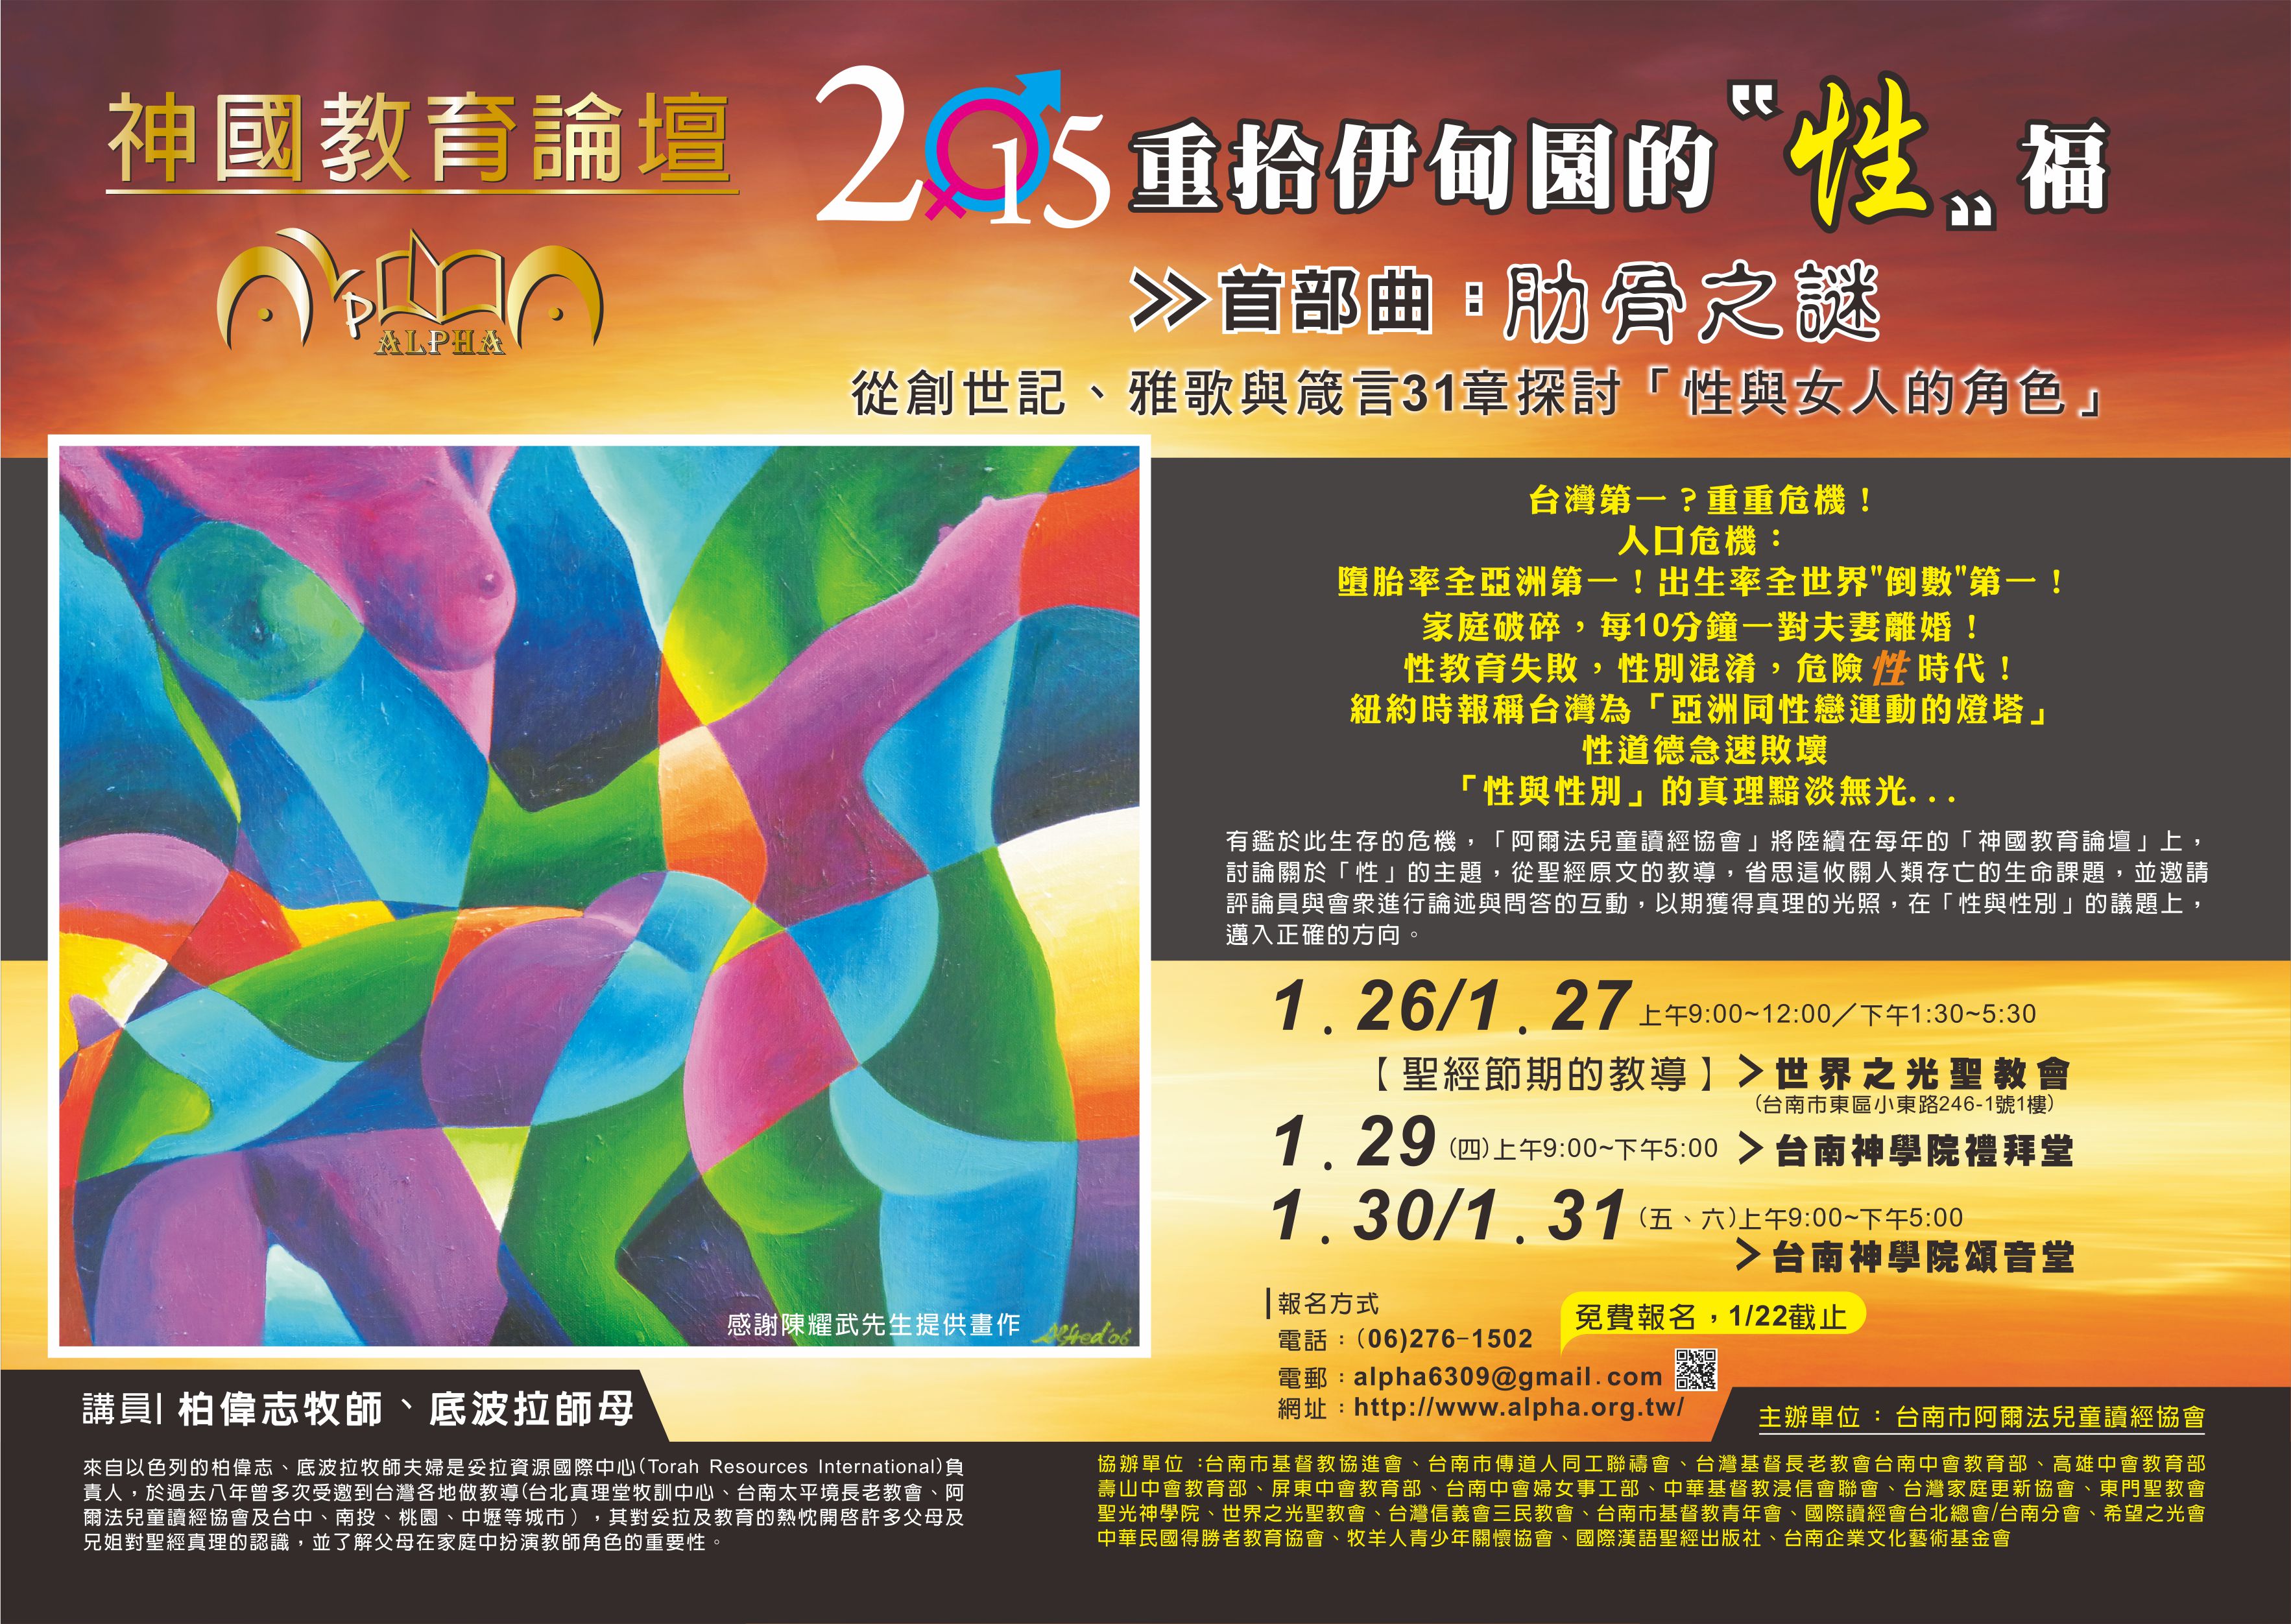 神國教育論壇
ALPHA
ALPHA
2015重拾伊甸園的"性"福
>>首部曲：肋骨之謎
從創世記、雅歌與箴言31章探討「性與女人的角色」
台灣第一？重重危機！
人口危機：
墮胎率全亞洲第一！出生率全世界"倒數"第一！
家庭破碎，每10分鐘一對夫妻離婚！
性教育失敗，性別混淆，危險性時代！
紐約時報稱台灣為「亞洲同性戀運動的燈塔」
性道德急速敗壞
「性與性別」的真理黯淡無光...
有鑑於此生存的危機，「阿爾法兒童讀經協會」將陸續在每年的「神國教育論壇」上，
討論關於「性」的主題，從聖經原文的教導，省思這攸關人類存亡的生命課題，並邀請
評論員與會眾進行論述與問答的互動，以期獲得真理的光照，在「性與性別」的議題上，
邁入正確的方向。
1.26/1.27上午9:00~12:00／下午1:30~5:30
【聖經節期的教導】>世界之光聖教會
(台南市東區小東路246-1號1樓)
1.29(四)上午9:00~下午5:00 >台南神學院禮拜堂
1.30/1.31(五、六)上午9:00~下午5:00
>台南神學院頌音堂
報名方式
免費報名，1/22截止
電話：(06)276-1502
電郵：alpha6309@gmail.com
網址：http://www.alpha.org.tw/
感謝陳耀武先生提供畫作
Alfred'06
講員|柏偉志牧師、底波拉師母
來自以色列的柏偉志、底波拉牧師夫婦是妥拉資源國際中心(Torah Resources International)負
責人，於過去八年曾多次受邀到台灣各地做教導(台北真理堂牧訓中心、台南太平境長老教會、阿
爾法兒童讀經協會及台中、南投、桃園、中壢等城市)，其對妥拉及教育的熱忱開啓許多父母及
兄姐對聖經真理的認識，並了解父母在家庭中扮演教師角色的重要性。
主辦單位：台南市阿爾法兒童讀經協會
協辦單位:台南市基督教協進會、台南市傳道人同工聯禱會、台灣基督長老教會台南中會教育部、高雄中會教育部
壽山中會教育部、屏東中會教育部、台南中會婦女事工部、中華基督教浸信會聯會、台灣家庭更新協會、東門聖教會
聖光神學院、世界之光聖教會、台灣信義會三民教會、台南市基督教青年會、國際讀經會台北總會/台南分會、希望之光會
中華民國得勝者教育協會、牧羊人青少年關懷協會、國際漢語聖經出版社、台南企業文化藝術基金會